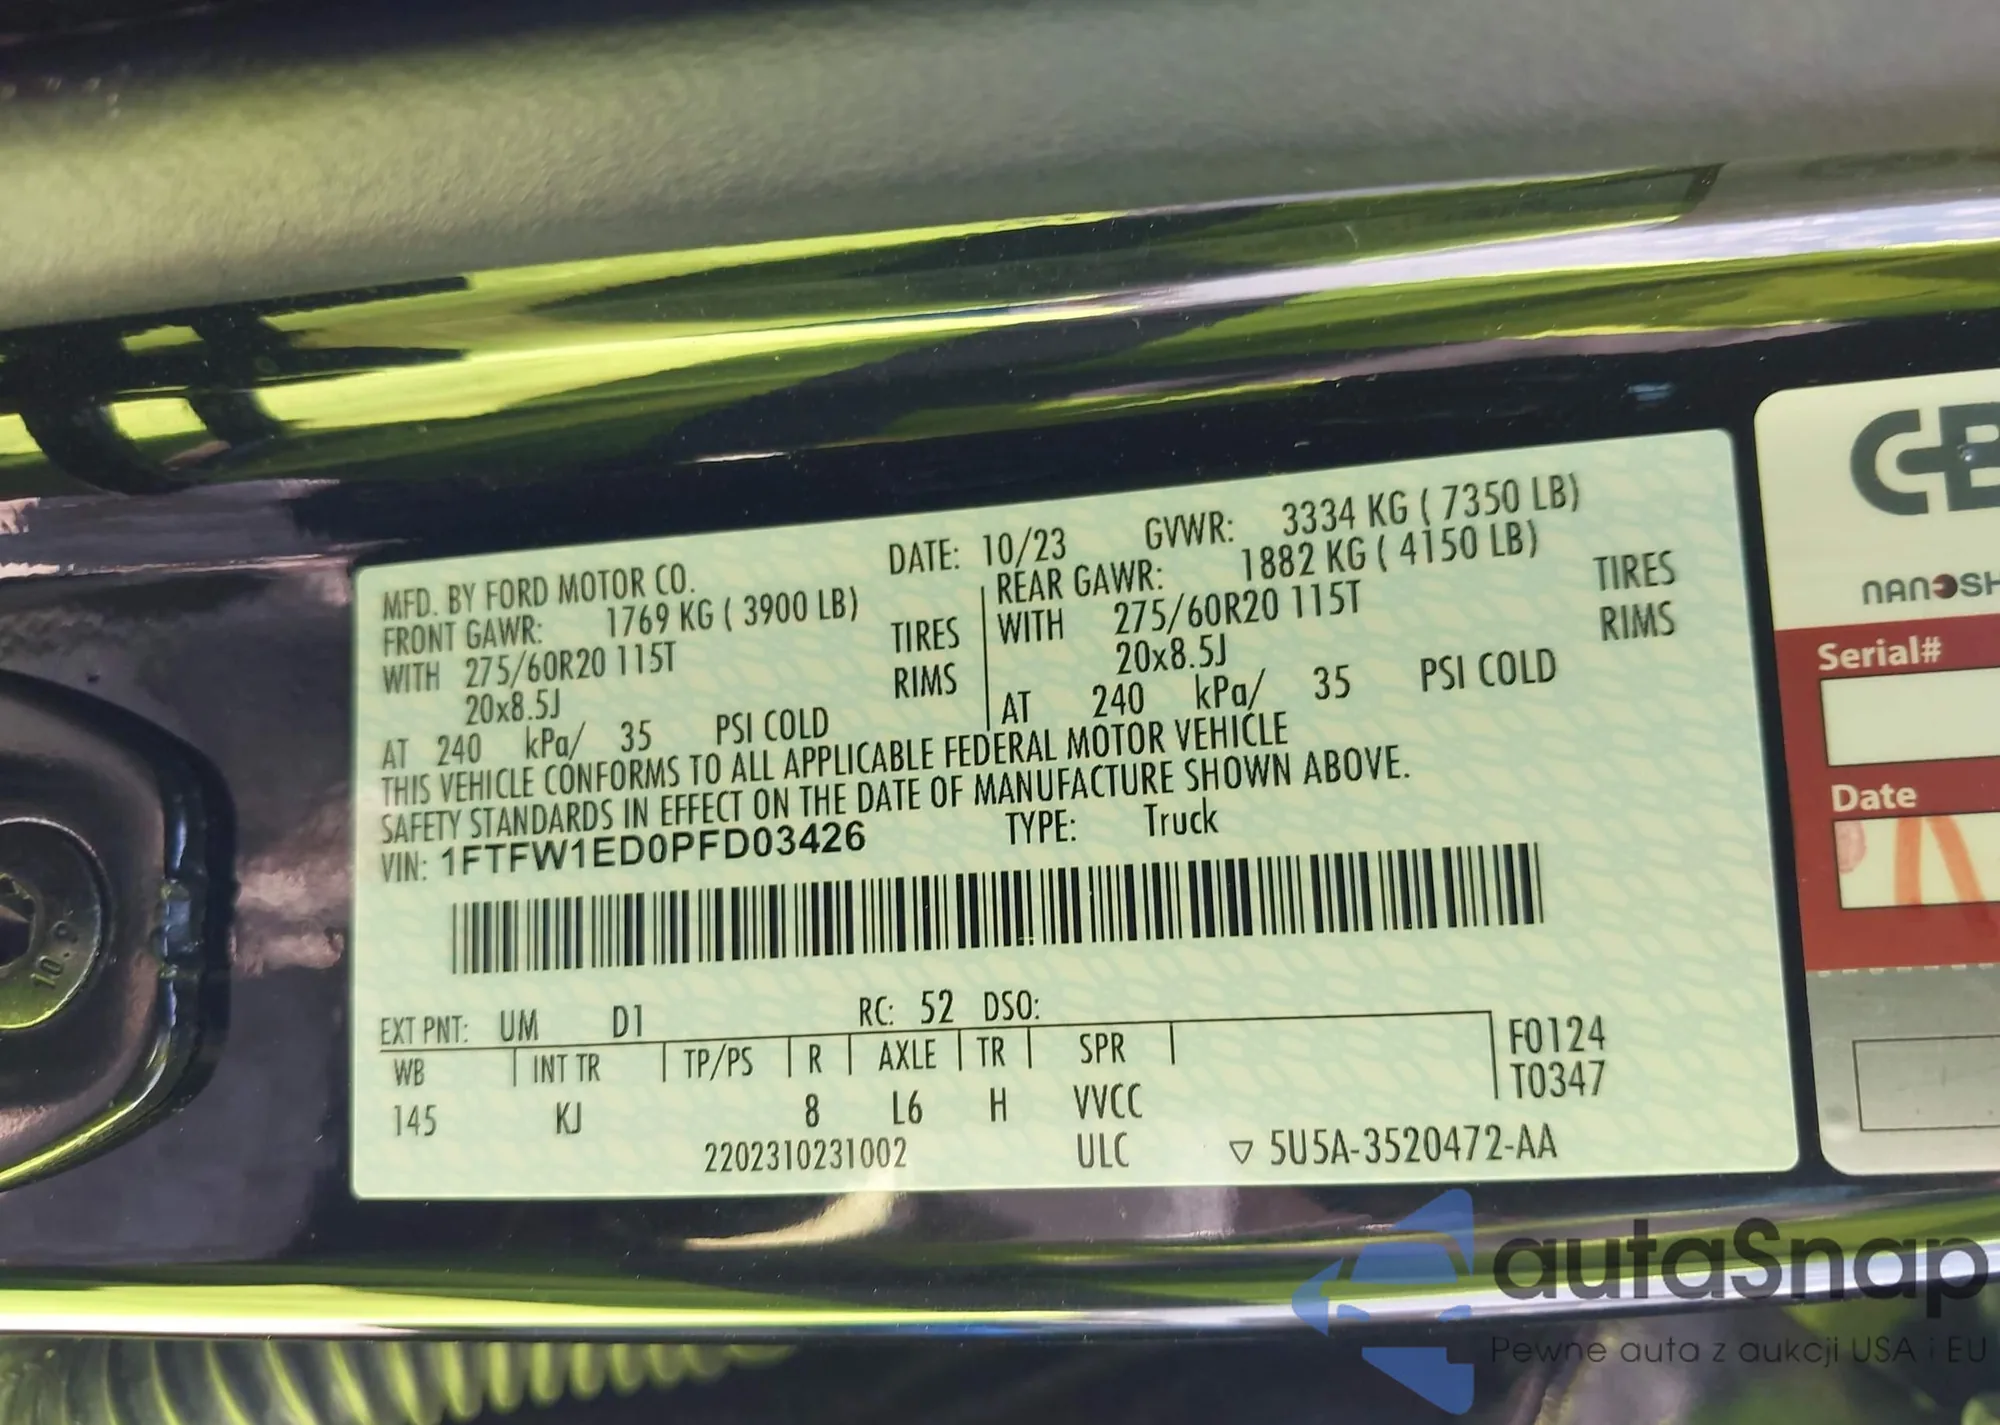 MFD. BY FORD MOTOR CO. DATE: 10/23 GVWR: 3334 KG ( 7350 LB)
FRONT GAWR: 1769 KG ( 3900 LB) REAR GAWR: 1882 KG ( 4150 LB)
WITH 275/60R20 115T TIRES WITH 275/60R20 115T TIRES
20x8.5J RIMS 20x8.5J RIMS
AT 240 kPa/ 35 PSI COLD AT 240 kPa/ 35 PSI COLD
THIS VEHICLE CONFORMS TO ALL APPLICABLE FEDERAL MOTOR VEHICLE
SAFETY STANDARDS IN EFFECT ON THE DATE OF MANUFACTURE SHOWN ABOVE.
VIN: 1FTFW1ED0PFD03426 TYPE: Truck
EXT PNT: UM D1 RC: 52 DSO:
WB INT TR TP/PS R AXLE TR SPR F0124
145 KJ 8 L6 H VVCC T0347
2202310231002 ULC ▽ 5U5A-3520472-AA
CB
NANOSH
Serial#
Date
10.9
autaSnap
Pewne auta z aukcji USA i EU